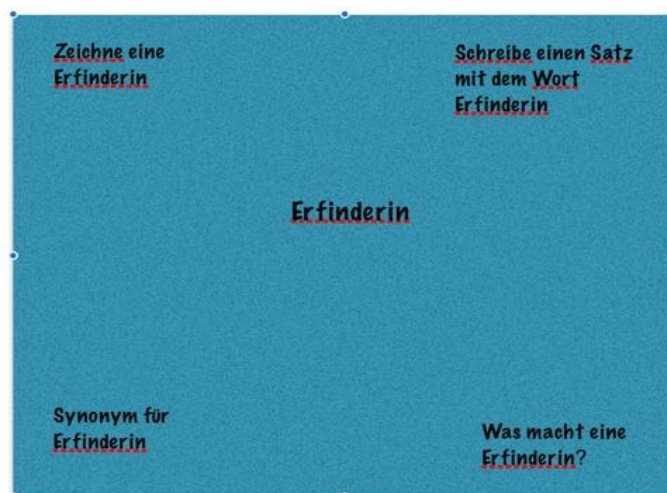 Zeichne eine
Erfinderin
Schreibe einen Satz
mit dem Wort
Erfinderin
Erfinderin
Synonym für
Erfinderin
Was macht eine
Erfinderin?